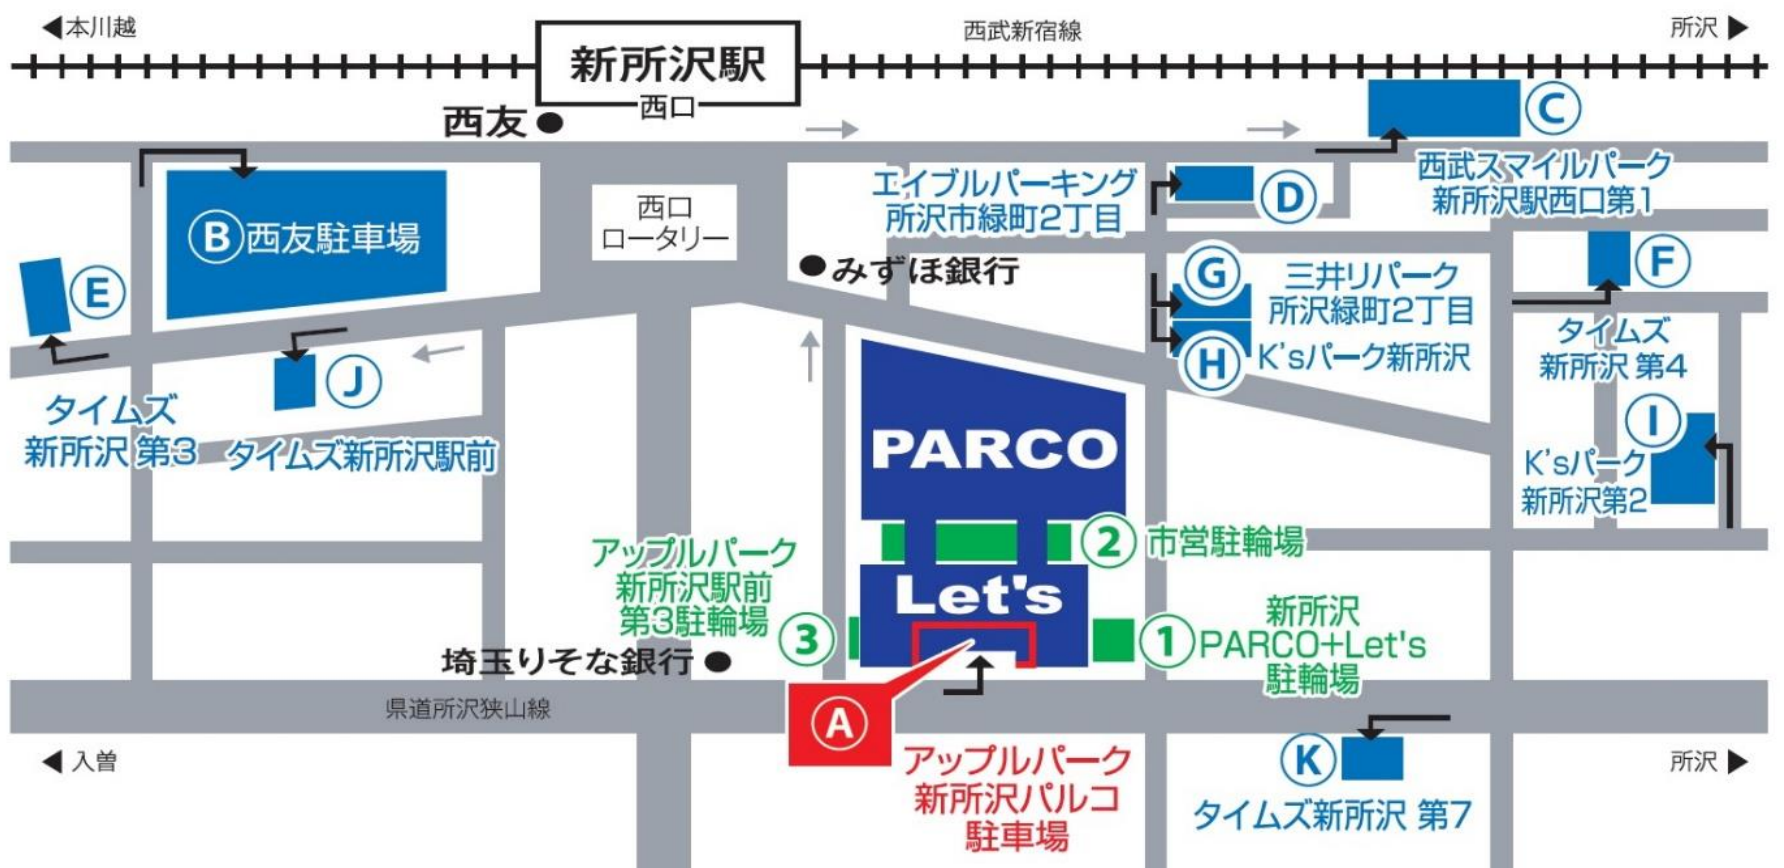 ◀本川越
新所沢駅
西口
西武新宿線
所沢▶
西友
C
西武スマイルパーク
新所沢駅西口第1
エイブルパーキング
所沢市緑町2丁目
D
西口
ロータリー
B 西友駐車場
E
タイムズ
新所沢 第3
J
タイムズ新所沢駅前
みずほ銀行
G
三井リパーク
所沢緑町2丁目
H
K'sパーク新所沢
F
タイムズ
新所沢 第4
I
K'sパーク
新所沢第2
PARCO
2 市営駐輪場
Let's
アップルパーク
新所沢駅前
第3駐輪場
3
1
新所沢
PARCO+Let's
駐輪場
埼玉りそな銀行
県道所沢狭山線
A
アップルパーク
新所沢パルコ
駐車場
K
タイムズ新所沢 第7
◀入曽
所沢▶